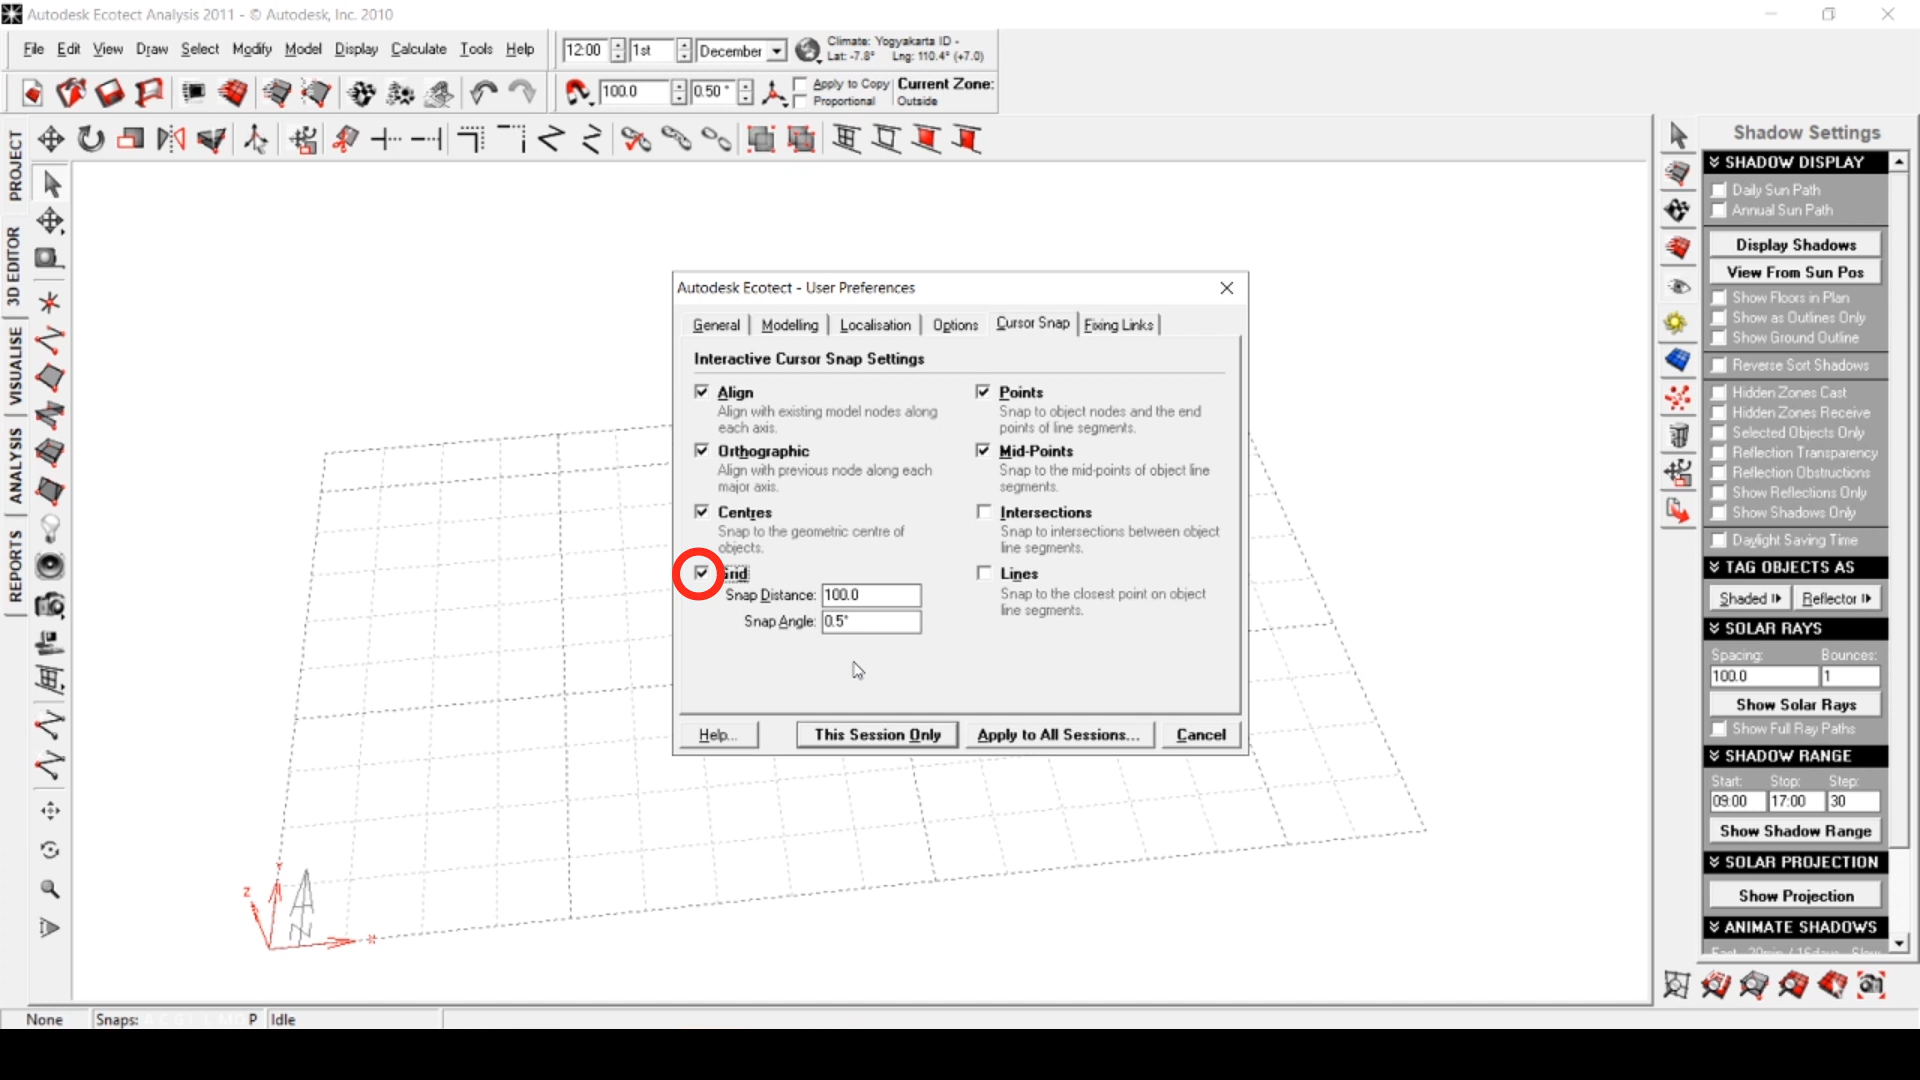 Autodesk Ecotect Analysis 2011 - © Autodesk, Inc. 2010
File Edit View Draw Select Modify Model Display Calculate Tools Help
12:00 1st December
Climate: Yogyakarta ID -
Lat: -7.8° Lng: 110.4° (+7.0)
100.0 0.50 °
Apply to Copy
Proportional
Current Zone:
Outside
PROJECT
3D EDITOR
VISUALISE
ANALYSIS
REPORTS
Autodesk Ecotect - User Preferences
General Modelling Localisation Options Cursor Snap Fixing Links
Interactive Cursor Snap Settings
Align
Align with existing model nodes along
each axis.
Orthographic
Align with previous node along each
major axis.
Centres
Snap to the geometric centre of
objects.
Grid
Snap Distance: 100.0
Snap Angle: 0.5°
Points
Snap to object nodes and the end
points of line segments.
Mid-Points
Snap to the mid-points of object line
segments.
Intersections
Snap to intersections between object
line segments.
Lines
Snap to the closest point on object
line segments.
Help... This Session Only Apply to All Sessions... Cancel
Z
Y
N
Shadow Settings
SHADOW DISPLAY
Daily Sun Path
Annual Sun Path
Display Shadows
View From Sun Pos
Show Floors in Plan
Show as Outlines Only
Show Ground Outline
Reverse Sort Shadows
Hidden Zones Cast
Hidden Zones Receive
Selected Objects Only
Reflection Transparency
Reflection Obstructions
Show Reflections Only
Show Shadows Only
Daylight Saving Time
TAG OBJECTS AS
Shaded Reflector
SOLAR RAYS
Spacing: Bounces:
100.0 1
Show Solar Rays
Show Full Ray Paths
SHADOW RANGE
Start: Stop: Step:
09:00 17:00 30
Show Shadow Range
SOLAR PROJECTION
Show Projection
ANIMATE SHADOWS
None Snaps: P Idle